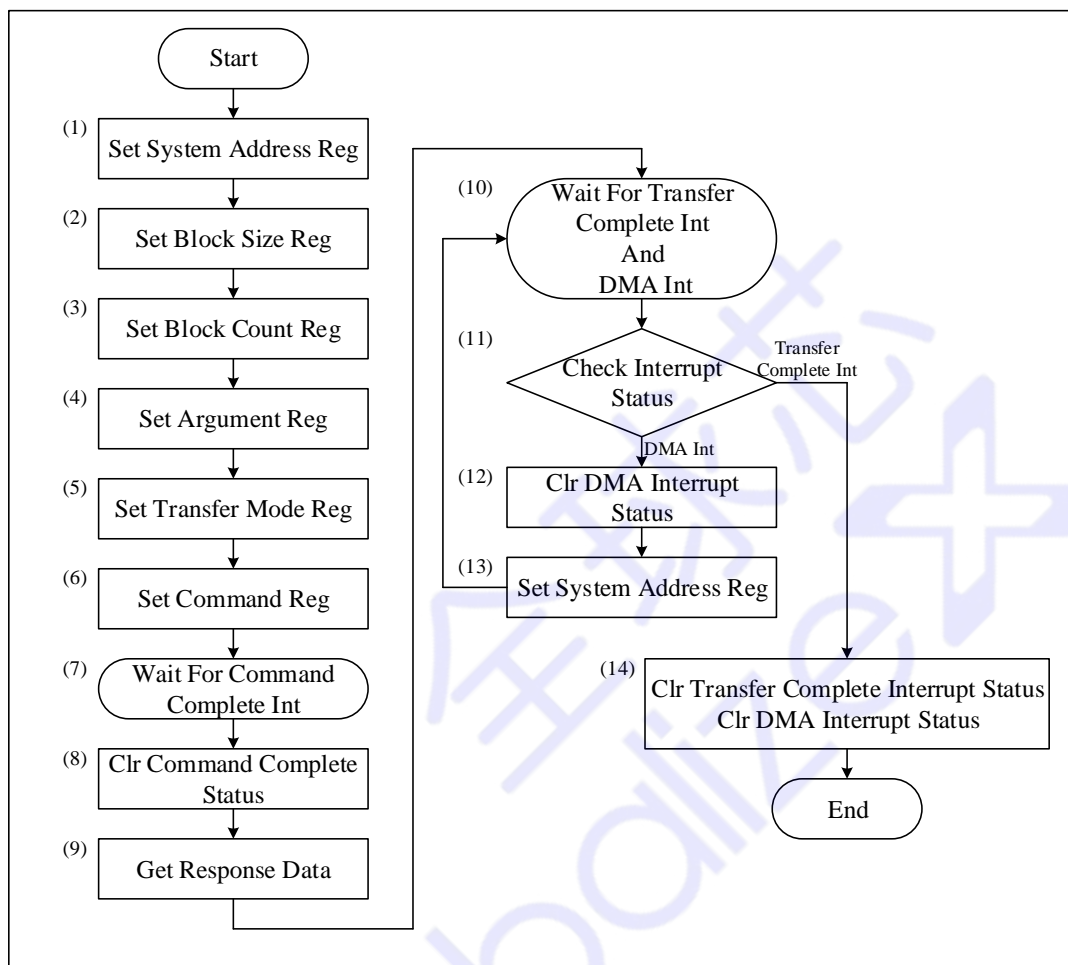 Start
(1)
Set System Address Reg
(2)
Set Block Size Reg
(3)
Set Block Count Reg
(4)
Set Argument Reg
(5)
Set Transfer Mode Reg
(6)
Set Command Reg
(7)
Wait For Command
Complete Int
(8)
Clr Command Complete
Status
(9)
Get Response Data
(10)
Wait For Transfer
Complete Int
And
DMA Int
(11)
Check Interrupt
Status
Transfer
Complete Int
DMA Int
(12)
Clr DMA Interrupt
Status
(13)
Set System Address Reg
(14)
Clr Transfer Complete Interrupt Status
Clr DMA Interrupt Status
End
全球芯
balize